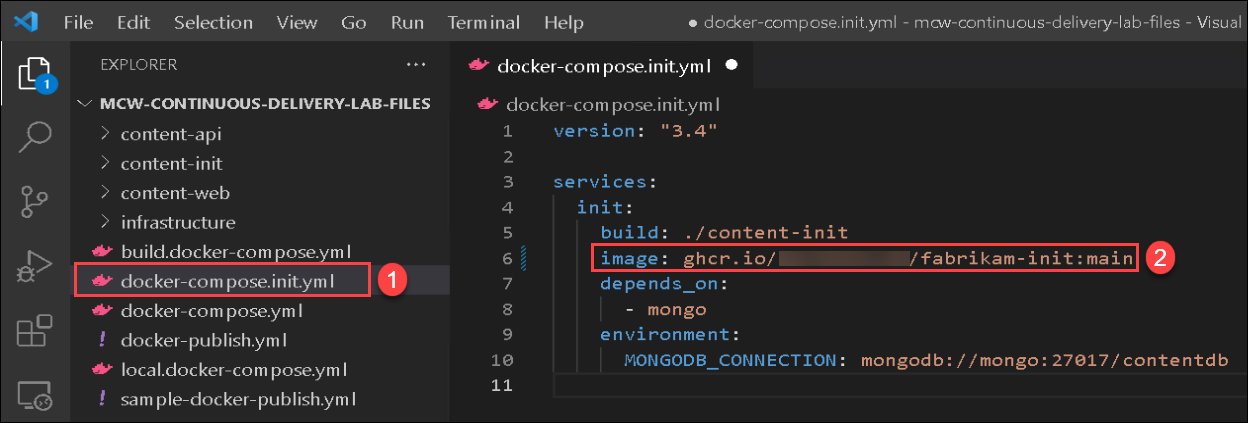 File Edit Selection View Go Run Terminal Help ● docker-compose.init.yml - mcw-continuous-delivery-lab-files - Visual
EXPLORER ...
1
MCW-CONTINUOUS-DELIVERY-LAB-FILES
content-api
content-init
content-web
infrastructure
build.docker-compose.yml
docker-compose.init.yml 1
docker-compose.yml
! docker-publish.yml
local.docker-compose.yml
! sample-docker-publish.yml
docker-compose.init.yml ●
docker-compose.init.yml
1 version: "3.4"
2
3 services:
4 init:
5 build: ./content-init
6 image: ghcr.io/ /fabrikam-init:main 2
7 depends_on:
8 - mongo
9 environment:
10 MONGODB_CONNECTION: mongodb://mongo:27017/contentdb
11